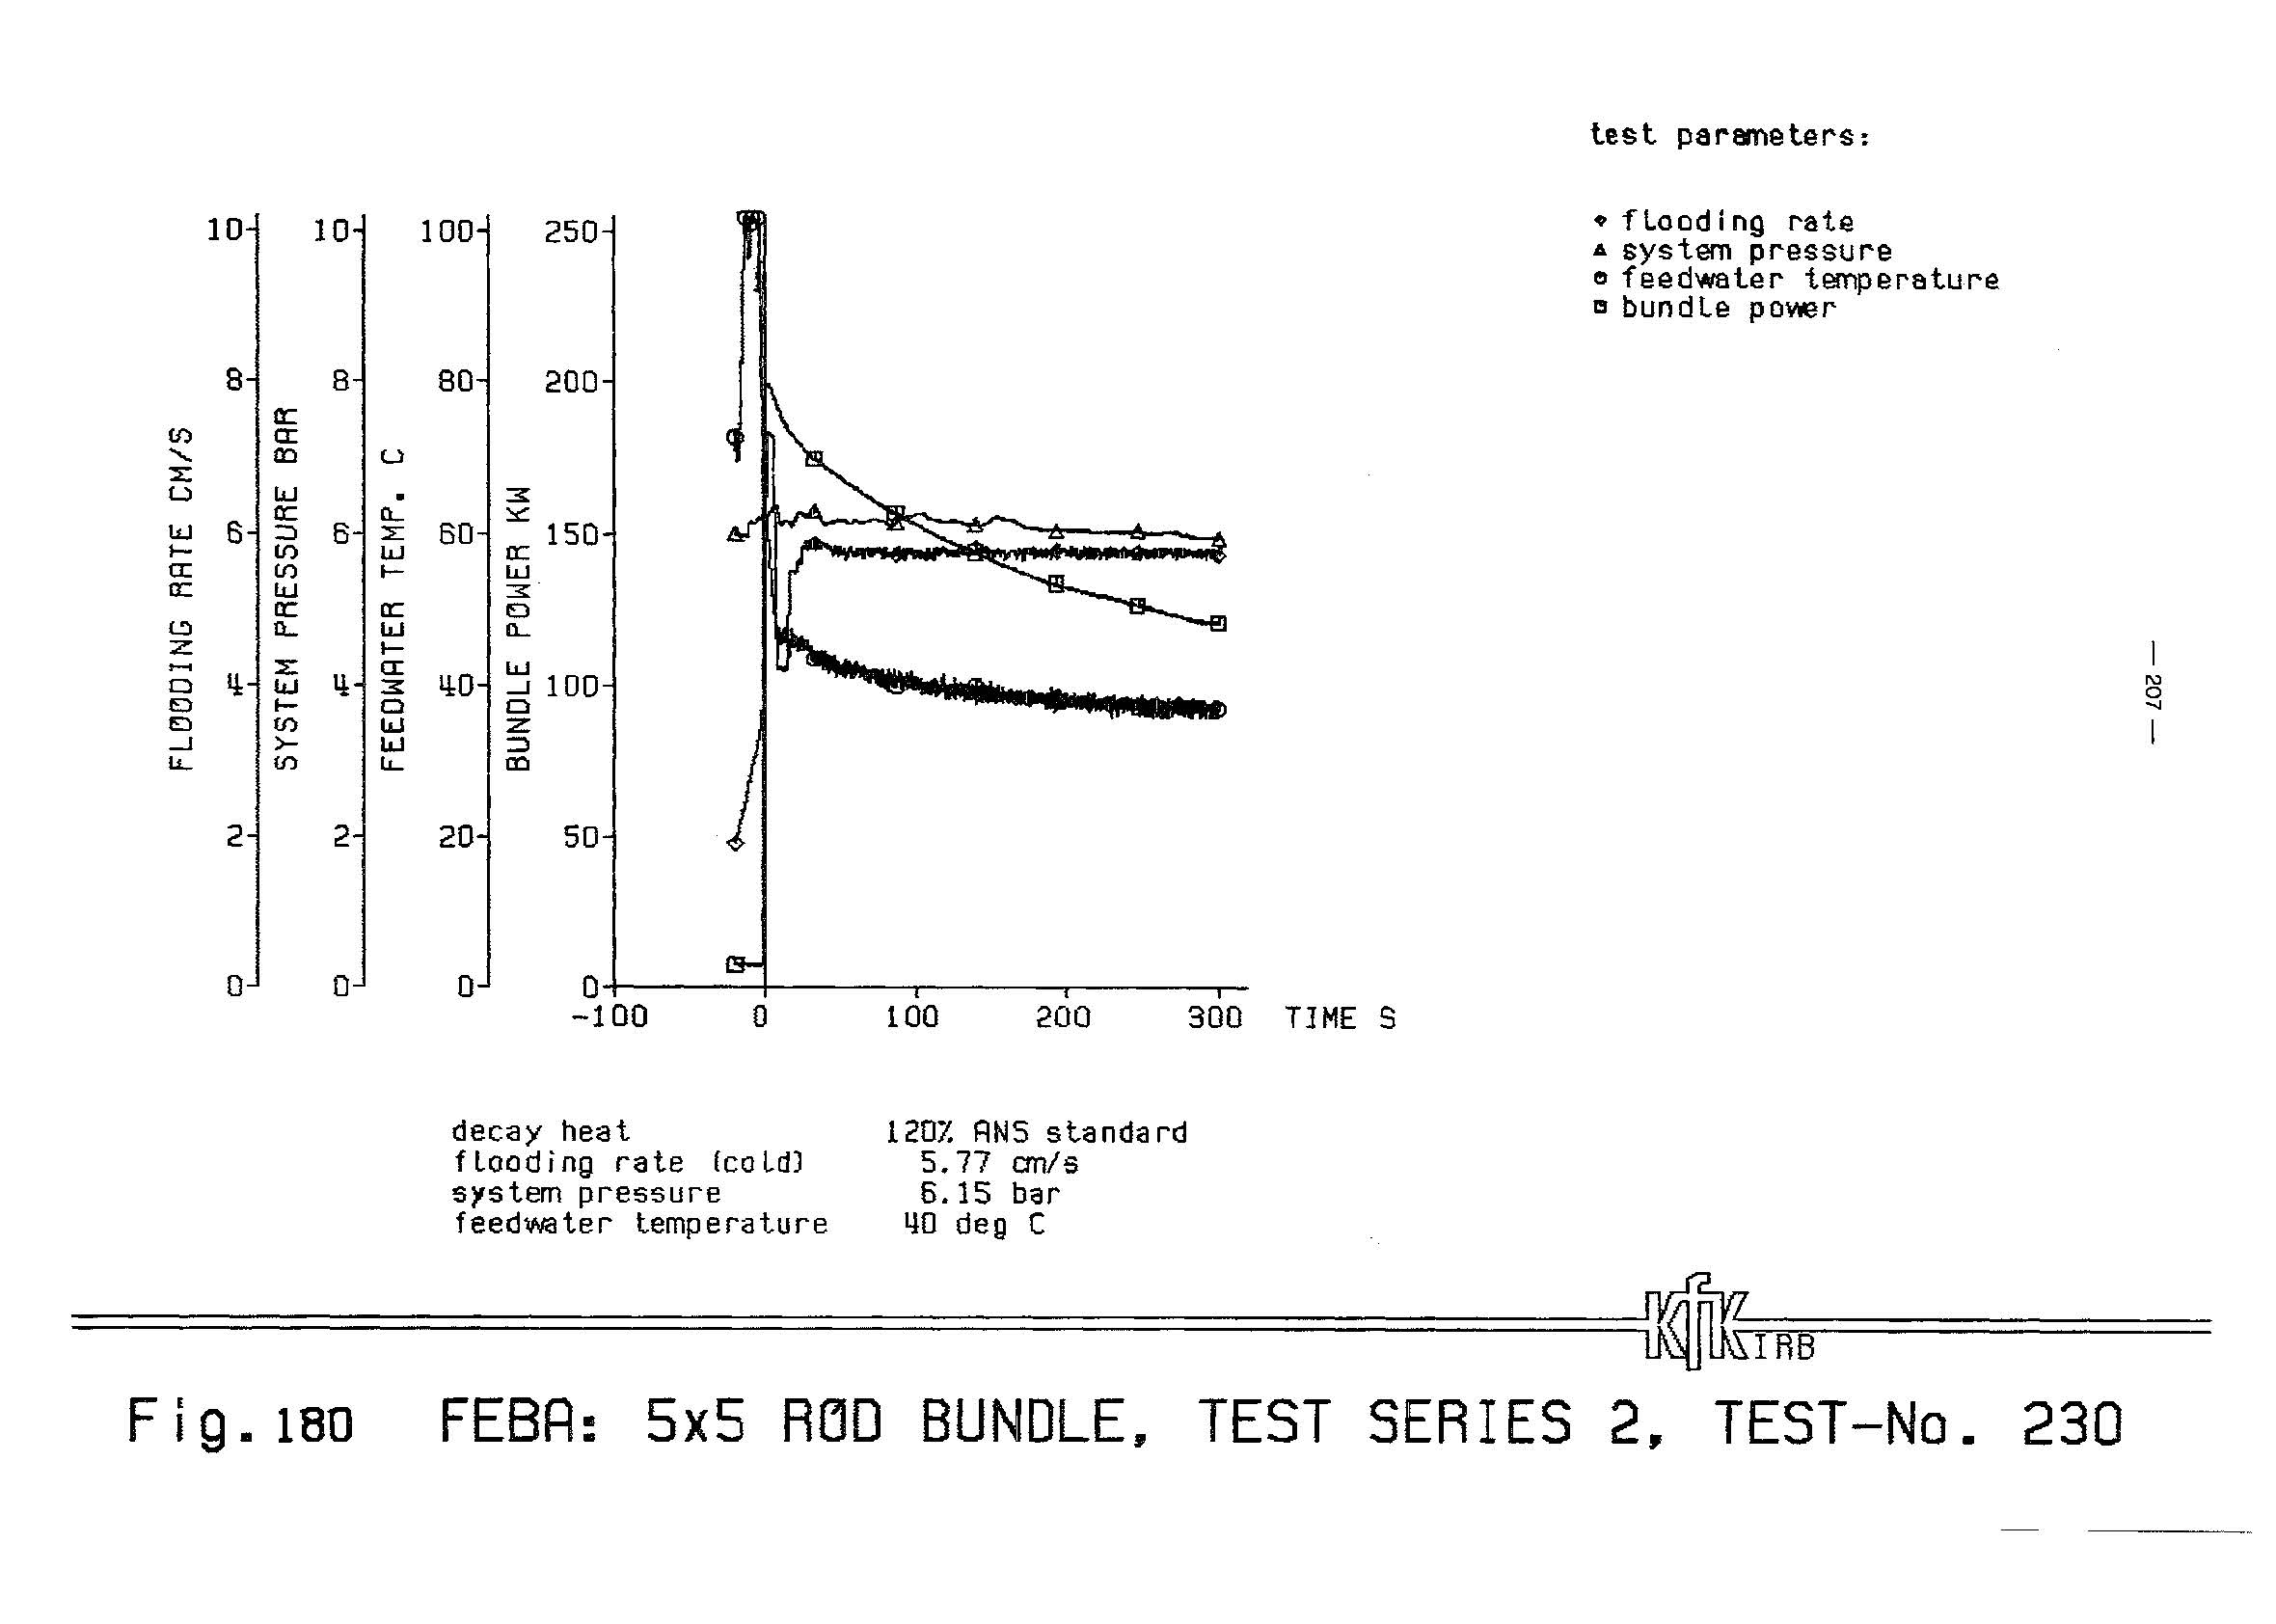 test parameters:
flooding rate
system pressure
feedwater temperature
bundle power
10 10 100 250
8 8 80 200
6 6 60 150
4 4 40 100
2 2 20 50
0 0 0 0
FLOODING RATE CM/S
SYSTEM PRESSURE BAR
FEEDWATER TEMP. C
BUNDLE POWER KW
-100 0 100 200 300 TIME S
— 207 —
decay heat 120% ANS standard
flooding rate (cold) 5.77 cm/s
system pressure 6.15 bar
feedwater temperature 40 deg C
KfK IRB
Fig. 180 FEBA: 5x5 ROD BUNDLE, TEST SERIES 2, TEST-No. 230